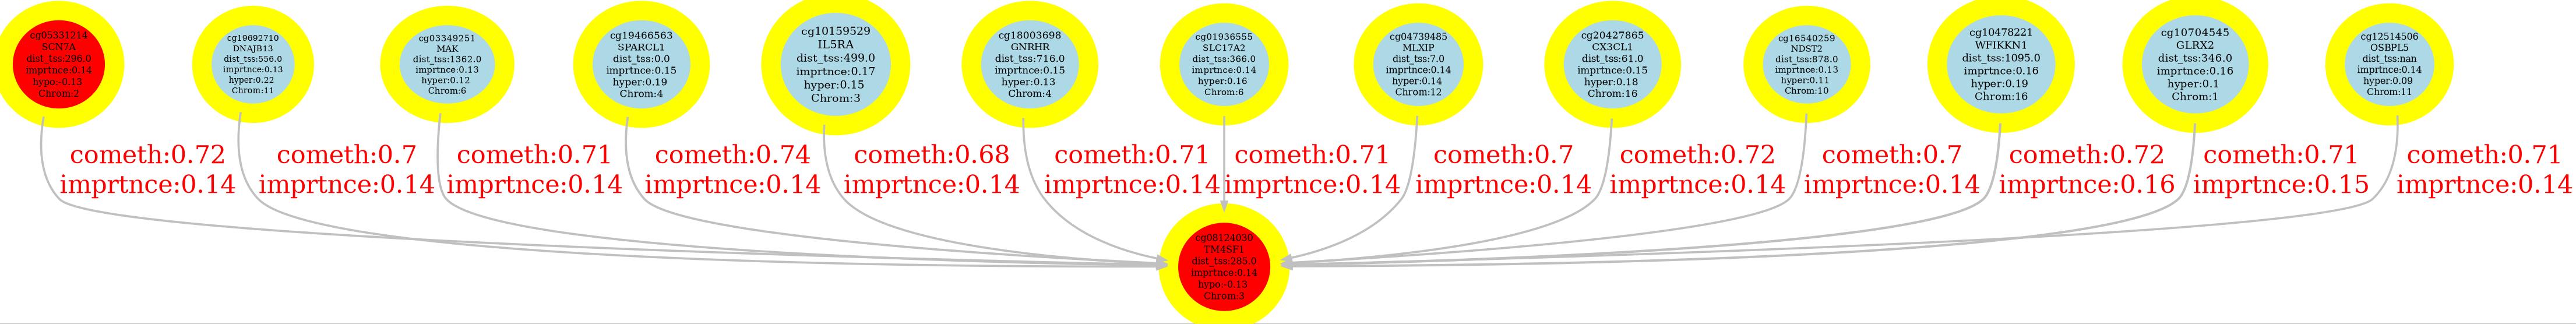 cg05331214
SCN7A
dist_tss:296.0
imprtnce:0.14
hypo:-0.13
Chrom:2
cg19692710
DNAJB13
dist_tss:556.0
imprtnce:0.13
hyper:0.22
Chrom:11
cg03349251
MAK
dist_tss:1362.0
imprtnce:0.13
hyper:0.12
Chrom:6
cg19466563
SPARCL1
dist_tss:0.0
imprtnce:0.15
hyper:0.19
Chrom:4
cg10159529
IL5RA
dist_tss:499.0
imprtnce:0.17
hyper:0.15
Chrom:3
cg18003698
GNRHR
dist_tss:716.0
imprtnce:0.15
hyper:0.13
Chrom:4
cg01936555
SLC17A2
dist_tss:366.0
imprtnce:0.14
hyper:0.16
Chrom:6
cg04739485
MLXIP
dist_tss:7.0
imprtnce:0.14
hyper:0.14
Chrom:12
cg20427865
CX3CL1
dist_tss:61.0
imprtnce:0.15
hyper:0.18
Chrom:16
cg16540259
NDST2
dist_tss:878.0
imprtnce:0.13
hyper:0.11
Chrom:10
cg10478221
WFIKKN1
dist_tss:1095.0
imprtnce:0.16
hyper:0.19
Chrom:16
cg10704545
GLRX2
dist_tss:346.0
imprtnce:0.16
hyper:0.1
Chrom:1
cg12514506
OSBPL5
dist_tss:nan
imprtnce:0.14
hyper:0.09
Chrom:11
cometh:0.72
imprtnce:0.14
cometh:0.7
imprtnce:0.14
cometh:0.71
imprtnce:0.14
cometh:0.74
imprtnce:0.14
cometh:0.68
imprtnce:0.14
cometh:0.71
imprtnce:0.14
cometh:0.71
imprtnce:0.14
cometh:0.7
imprtnce:0.14
cometh:0.72
imprtnce:0.14
cometh:0.7
imprtnce:0.14
cometh:0.72
imprtnce:0.16
cometh:0.71
imprtnce:0.15
cometh:0.71
imprtnce:0.14
cg08124030
TM4SF1
dist_tss:285.0
imprtnce:0.14
hypo:-0.13
Chrom:3